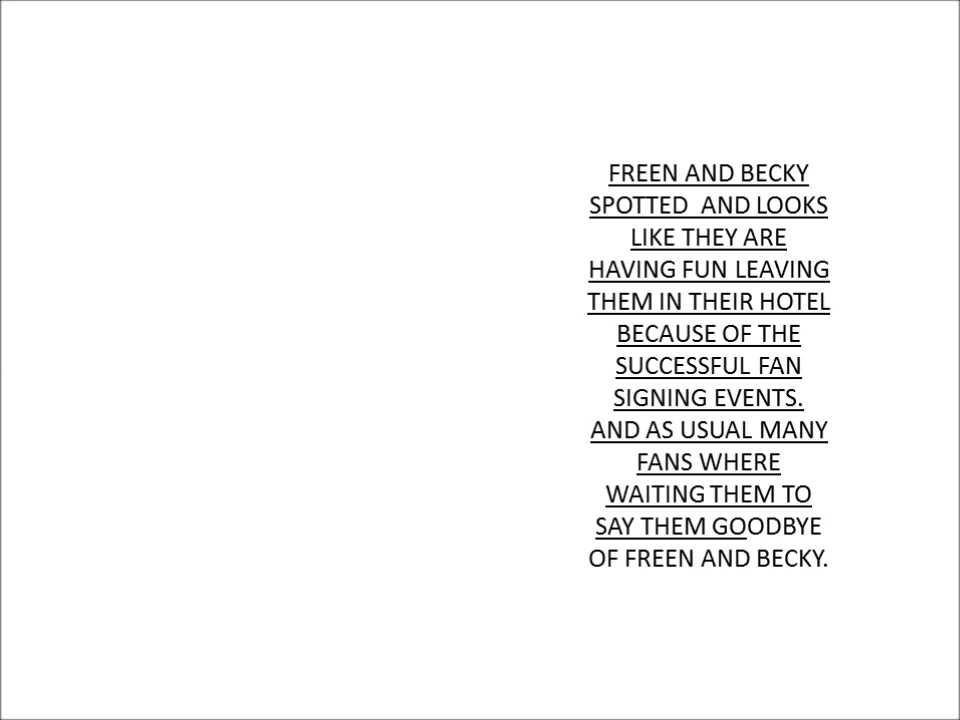 FREEN AND BECKY
SPOTTED  AND LOOKS
LIKE THEY ARE
HAVING FUN LEAVING
THEM IN THEIR HOTEL
BECAUSE OF THE
SUCCESSFUL FAN
SIGNING EVENTS.
AND AS USUAL MANY
FANS WHERE
WAITING THEM TO
SAY THEM GOODBYE
OF FREEN AND BECKY.